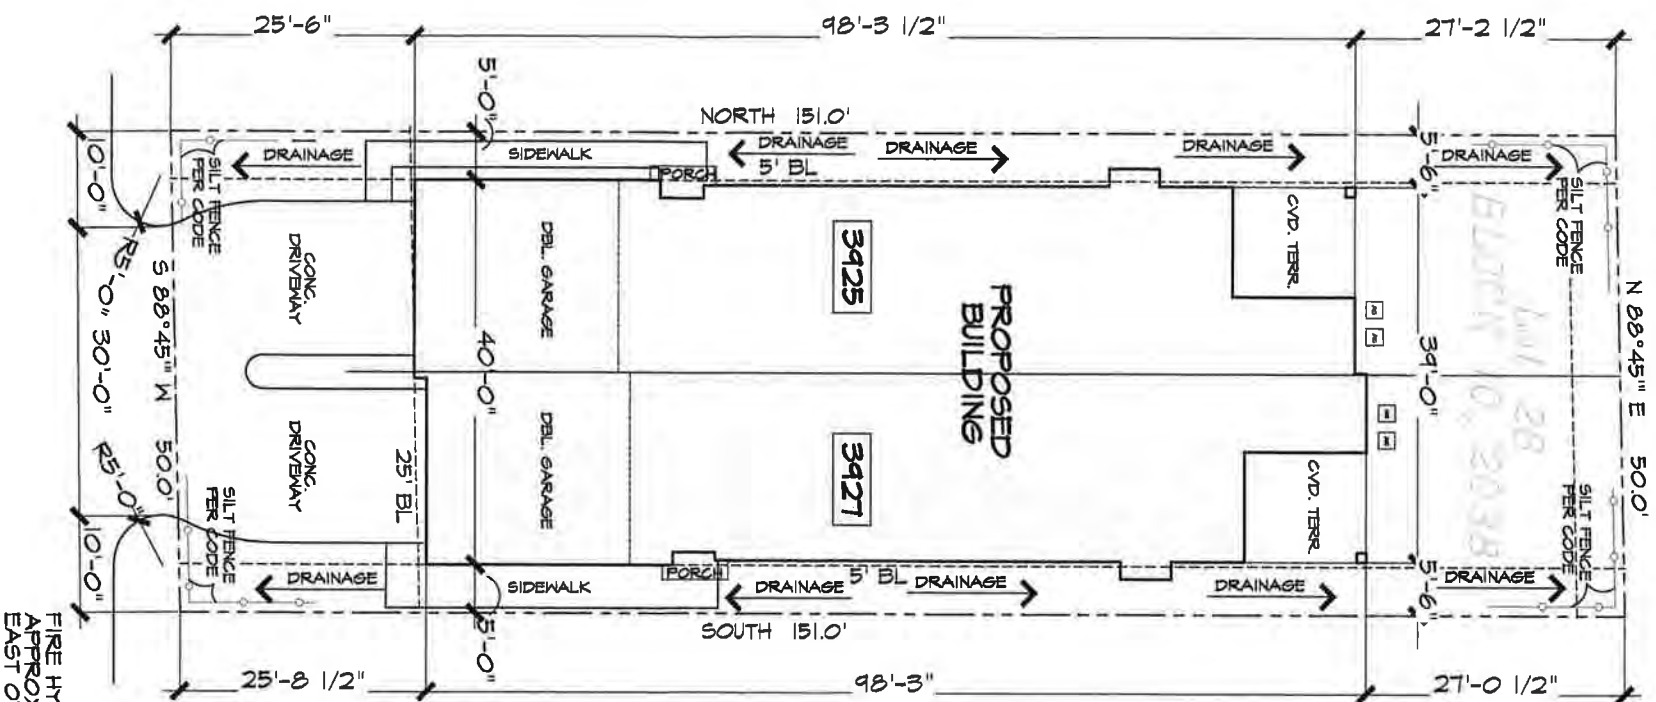 25'-6"
98'-3 1/2"
27'-2 1/2"
5'-0"
NORTH 151.0'
10'-0"
DRAINAGE
SIDEWALK
DRAINAGE
DRAINAGE
DRAINAGE
5'-6"
DRAINAGE
PORCH
5' BL
SILT FENCE
PER CODE
SILT FENCE
PER CODE
R5'-0"
CONC.
DRIVEWAY
DBL. GARAGE
3925
CVD. TERR.
N 88°45'" E 50.0'
PROPOSED
BUILDING
Lot 28
BLOCK 10, 2038
30'-0"
S 88°45'" W 50.0'
40'-0"
39'-0"
CONC.
DRIVEWAY
25' BL
DBL. GARAGE
3927
CVD. TERR.
R5'-0"
SILT FENCE
PER CODE
SILT FENCE
PER CODE
10'-0"
DRAINAGE
SIDEWALK
PORCH
DRAINAGE
5' BL
DRAINAGE
DRAINAGE
5'-6"
DRAINAGE
5'-0"
SOUTH 151.0'
25'-8 1/2"
98'-3"
27'-0 1/2"
FIRE HY
APPROX
EAST O